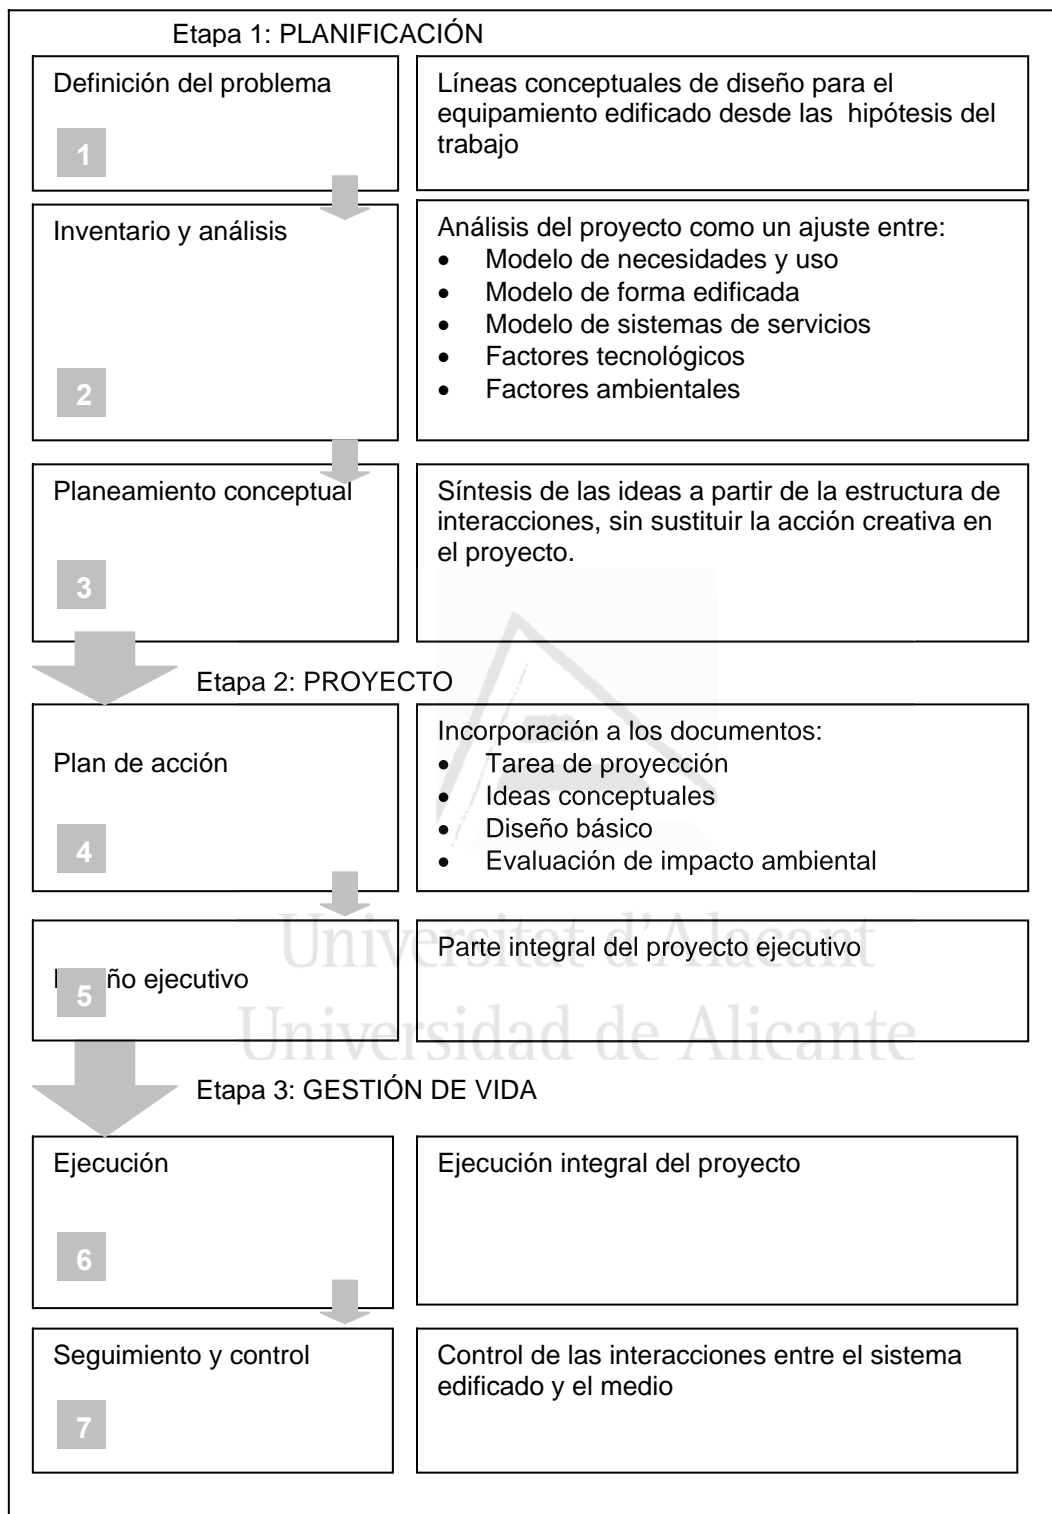 Etapa 1: PLANIFICACIÓN
Definición del problema
1
Líneas conceptuales de diseño para el
equipamiento edificado desde las hipótesis del
trabajo
Inventario y análisis
2
Análisis del proyecto como un ajuste entre:
• Modelo de necesidades y uso
• Modelo de forma edificada
• Modelo de sistemas de servicios
• Factores tecnológicos
• Factores ambientales
Planeamiento conceptual
3
Síntesis de las ideas a partir de la estructura de
interacciones, sin sustituir la acción creativa en
el proyecto.
Etapa 2: PROYECTO
Plan de acción
4
Incorporación a los documentos:
• Tarea de proyección
• Ideas conceptuales
• Diseño básico
• Evaluación de impacto ambiental
ño ejecutivo
5
Parte integral del proyecto ejecutivo
Universitat d'Alacant
Universidad de Alicante
Etapa 3: GESTIÓN DE VIDA
Ejecución
6
Ejecución integral del proyecto
Seguimiento y control
7
Control de las interacciones entre el sistema
edificado y el medio